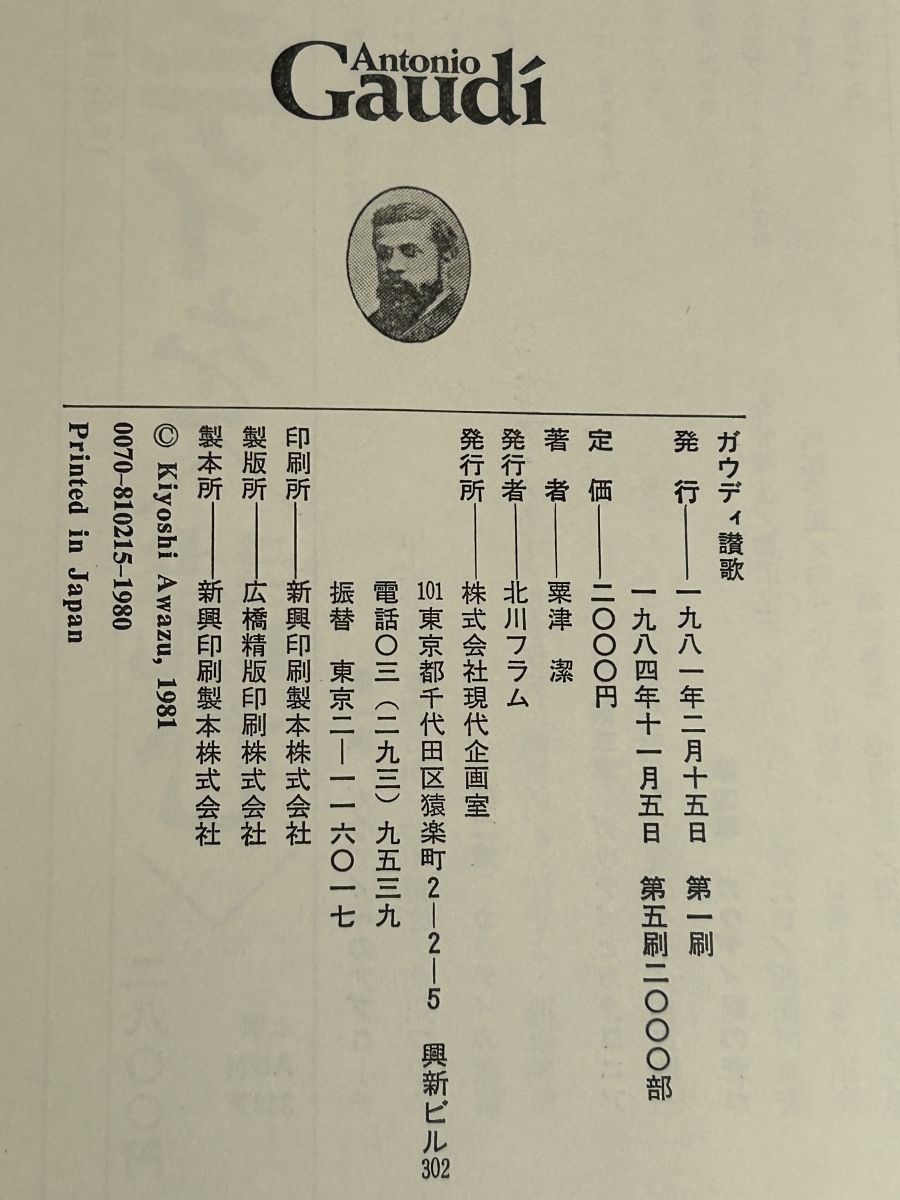 Antonio
Gaudí
ガウディ讃歌
発行——一九八一年二月十五日 第一刷
一九八四年十一月五日 第五刷二〇〇〇部
定価——二〇〇〇円
著者——粟津 潔
発行者——北川フラム
発行所——株式会社現代企画室
101東京都千代田区猿楽町2—2—5 興新ビル302
電話〇三(二九三)九五三九
振替 東京二—一一六〇一七
印刷所——新興印刷製本株式会社
製版所——広橋精版印刷株式会社
製本所——新興印刷製本株式会社
© Kiyoshi Awazu, 1981
0070-810215-1980
Printed in Japan